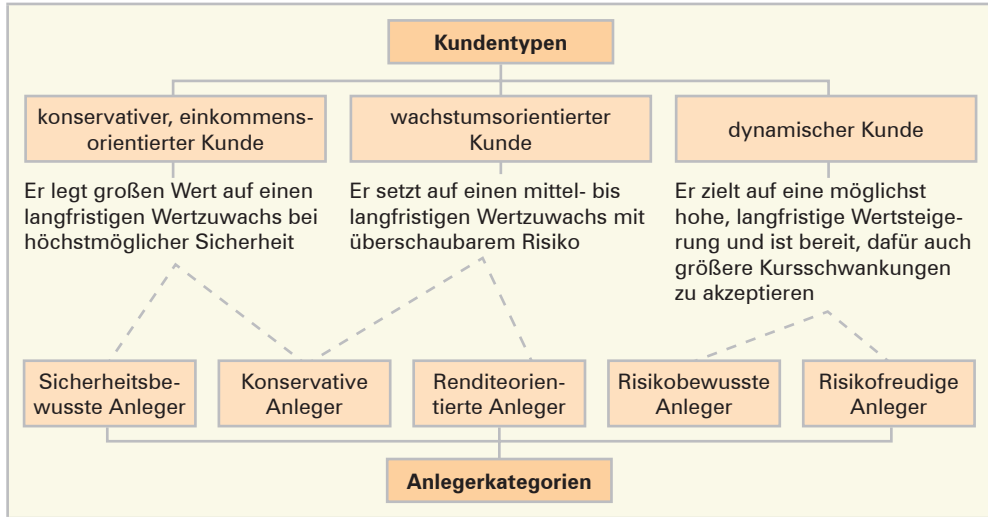 Kundentypen
konservativer, einkommens-
orientierter Kunde
wachstumsorientierter
Kunde
dynamischer Kunde
Er legt großen Wert auf einen
langfristigen Wertzuwachs bei
höchstmöglicher Sicherheit
Er setzt auf einen mittel- bis
langfristigen Wertzuwachs mit
überschaubarem Risiko
Er zielt auf eine möglichst
hohe, langfristige Wertsteige-
rung und ist bereit, dafür auch
größere Kursschwankungen
zu akzeptieren
Sicherheitsbe-
wusste Anleger
Konservative
Anleger
Renditeorien-
tierte Anleger
Risikobewusste
Anleger
Risikofreudige
Anleger
Anlegerkategorien